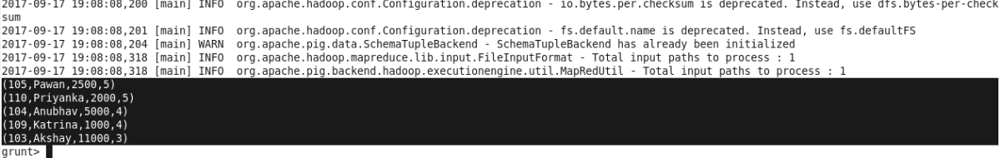 2017-09-17 19:08:08,200 [main] INFO  org.apache.hadoop.conf.Configuration.deprecation - io.bytes.per.checksum is deprecated. Instead, use dfs.bytes-per-check
sum
2017-09-17 19:08:08,201 [main] INFO  org.apache.hadoop.conf.Configuration.deprecation - fs.default.name is deprecated. Instead, use fs.defaultFS
2017-09-17 19:08:08,204 [main] WARN  org.apache.pig.data.SchemaTupleBackend - SchemaTupleBackend has already been initialized
2017-09-17 19:08:08,318 [main] INFO  org.apache.hadoop.mapreduce.lib.input.FileInputFormat - Total input paths to process : 1
2017-09-17 19:08:08,318 [main] INFO  org.apache.pig.backend.hadoop.executionengine.util.MapRedUtil - Total input paths to process : 1
(105,Pawan,2500,5)
(110,Priyanka,2000,5)
(104,Anubhav,5000,4)
(109,Katrina,1000,4)
(103,Akshay,11000,3)
grunt>